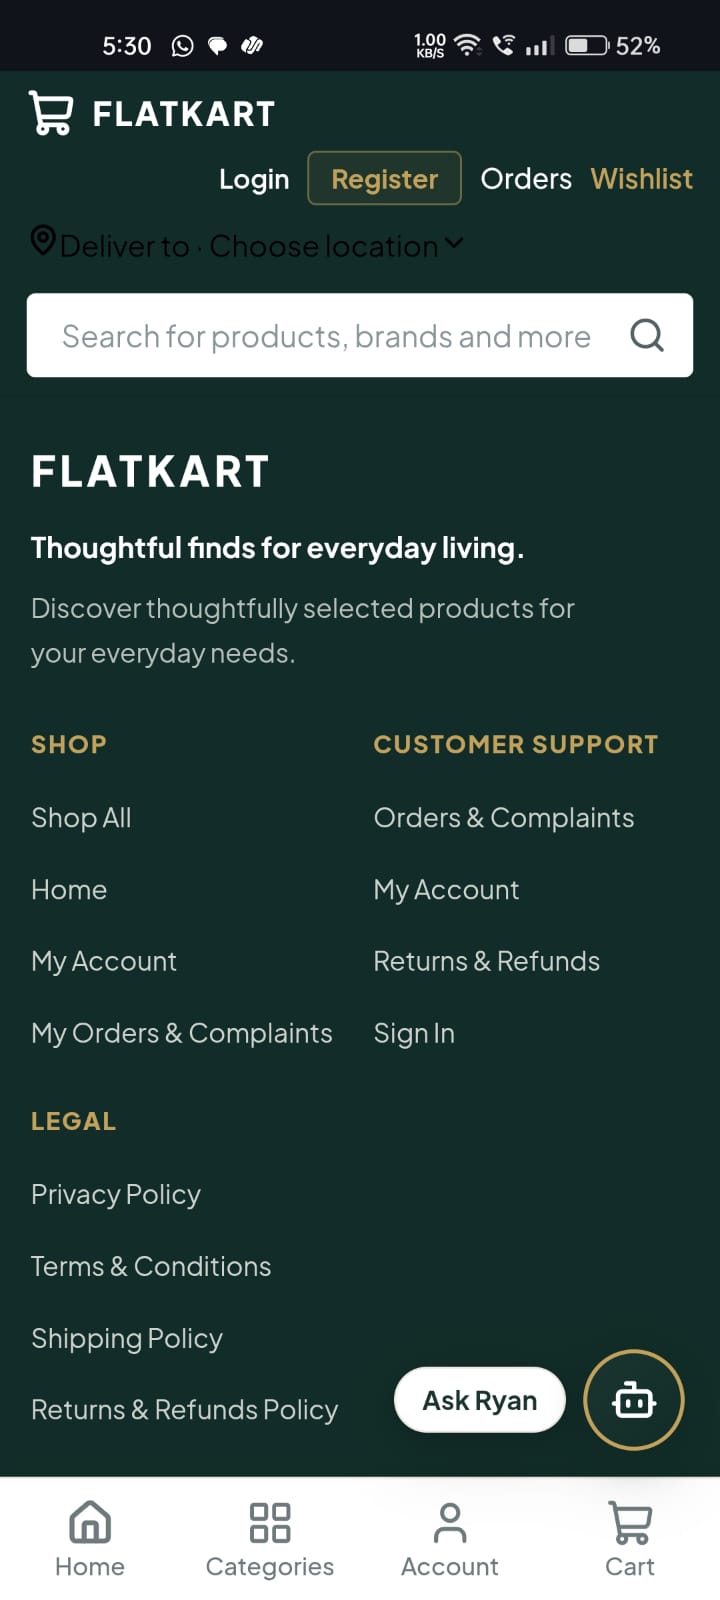 5:30
1.00 KB/S
52%
FLATKART
Login Register Orders Wishlist
Deliver to · Choose location
Search for products, brands and more
FLATKART
Thoughtful finds for everyday living.
Discover thoughtfully selected products for
your everyday needs.
SHOP
Shop All
Home
My Account
My Orders & Complaints
CUSTOMER SUPPORT
Orders & Complaints
My Account
Returns & Refunds
Sign In
LEGAL
Privacy Policy
Terms & Conditions
Shipping Policy
Returns & Refunds Policy
Ask Ryan
Home Categories Account Cart